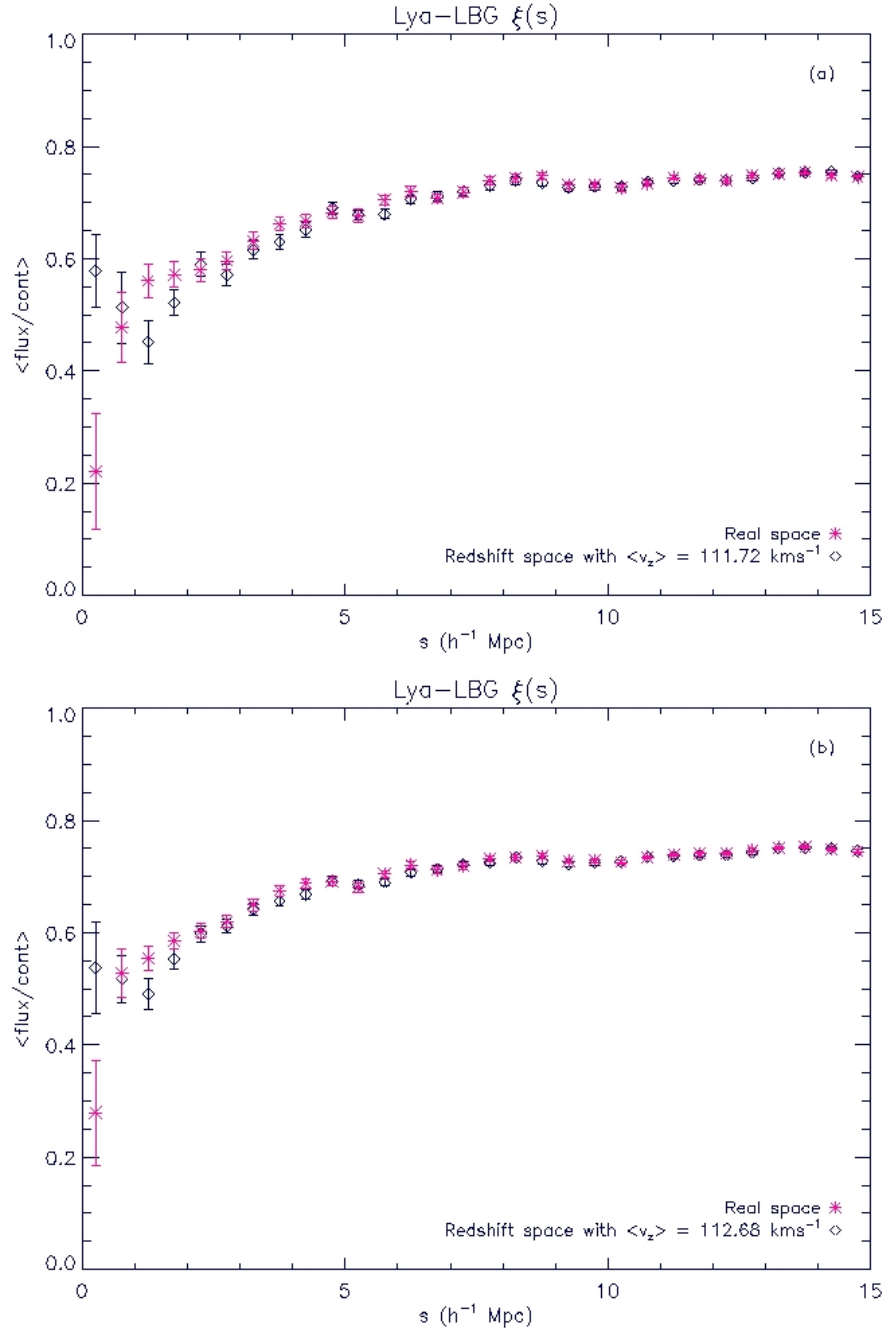 Lya-LBG ξ(s)
1.0
(a)
0.8
0.6
<flux/cont>
0.4
0.2
Real space
Redshift space with <v_z> = 111.72 kms⁻¹
0.0
0 5 10 15
s (h⁻¹ Mpc)
Lya-LBG ξ(s)
1.0
(b)
0.8
0.6
<flux/cont>
0.4
0.2
Real space
Redshift space with <v_z> = 112.68 kms⁻¹
0.0
0 5 10 15
s (h⁻¹ Mpc)